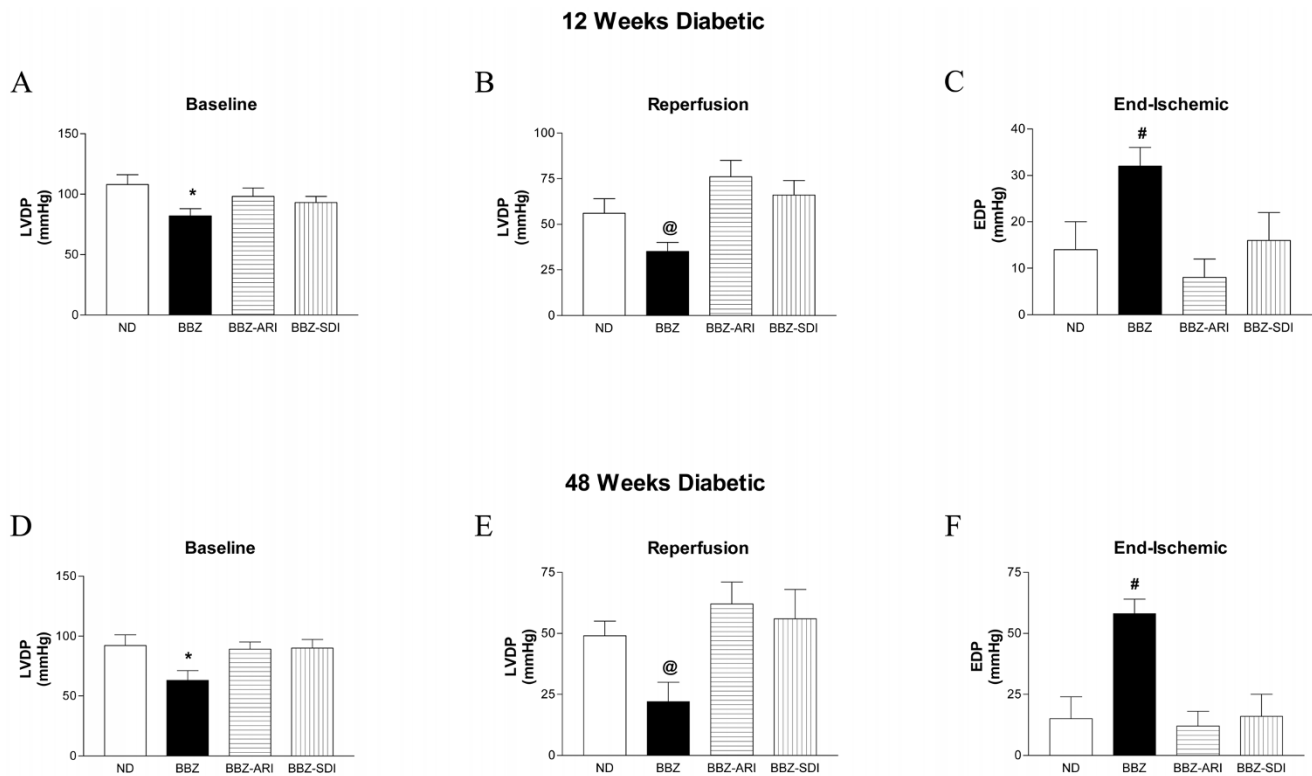 12 Weeks Diabetic
A
Baseline
LVDP
(mmHg)
150
100
50
0
*
ND
BBZ
BBZ-ARI
BBZ-SDI
B
Reperfusion
LVDP
(mmHg)
100
75
50
25
0
@
ND
BBZ
BBZ-ARI
BBZ-SDI
C
End-Ischemic
EDP
(mmHg)
40
30
20
10
0
#
ND
BBZ
BBZ-ARI
BBZ-SDI
48 Weeks Diabetic
D
Baseline
LVDP
(mmHg)
150
100
50
0
*
ND
BBZ
BBZ-ARI
BBZ-SDI
E
Reperfusion
LVDP
(mmHg)
75
50
25
0
@
ND
BBZ
BBZ-ARI
BBZ-SDI
F
End-Ischemic
EDP
(mmHg)
75
50
25
0
#
ND
BBZ
BBZ-ARI
BBZ-SDI